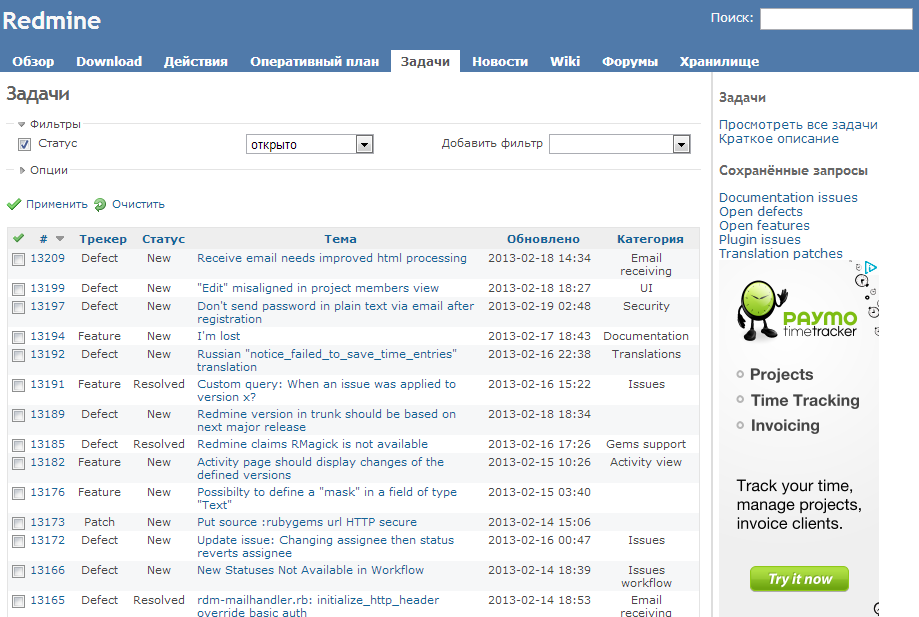 Redmine
Поиск:
Обзор Download Действия Оперативный план Задачи Новости Wiki Форумы Хранилище
Задачи
Фильтры
Статус открыто Добавить фильтр
Опции
Применить Очистить
# Трекер Статус Тема Обновлено Категория
13209 Defect New Receive email needs improved html processing 2013-02-18 14:34 Email
receiving
13199 Defect New "Edit" misaligned in project members view 2013-02-18 18:27 UI
13197 Defect New Don't send password in plain text via email after 2013-02-19 02:48 Security
registration
13194 Feature New I'm lost 2013-02-17 18:43 Documentation
13192 Defect New Russian "notice_failed_to_save_time_entries" 2013-02-16 22:38 Translations
translation
13191 Feature Resolved Custom query: When an issue was applied to 2013-02-16 15:22 Issues
version x?
13189 Defect New Redmine version in trunk should be based on 2013-02-18 18:34
next major release
13185 Defect Resolved Redmine claims RMagick is not available 2013-02-16 17:26 Gems support
13182 Feature New Activity page should display changes of the 2013-02-15 10:26 Activity view
defined versions
13176 Feature New Possibilty to define a "mask" in a field of type 2013-02-15 03:40
"Text"
13173 Patch New Put source :rubygems url HTTP secure 2013-02-14 15:06
13172 Defect New Update issue: Changing assignee then status 2013-02-16 00:47 Issues
reverts assignee
13166 Defect New New Statuses Not Available in Workflow 2013-02-14 18:39 Issues
workflow
13165 Defect Resolved rdm-mailhandler.rb: initialize_http_header 2013-02-14 18:53 Email
override basic auth receiving
Задачи
Просмотреть все задачи
Краткое описание
Сохранённые запросы
Documentation issues
Open defects
Open features
Plugin issues
Translation patches
PAYMO
timetracker
Projects
Time Tracking
Invoicing
Track your time,
manage projects,
invoice clients.
Try it now